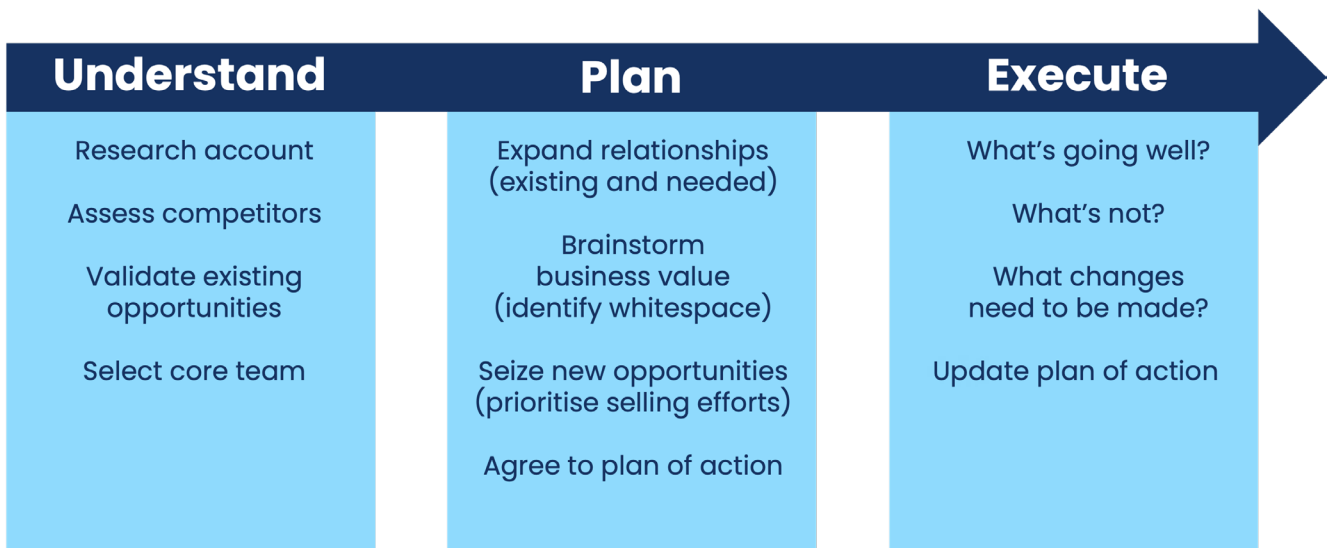 Understand
Research account
Assess competitors
Validate existing
opportunities
Select core team
Plan
Expand relationships
(existing and needed)
Brainstorm
business value
(identify whitespace)
Seize new opportunities
(prioritise selling efforts)
Agree to plan of action
Execute
What’s going well?
What’s not?
What changes
need to be made?
Update plan of action